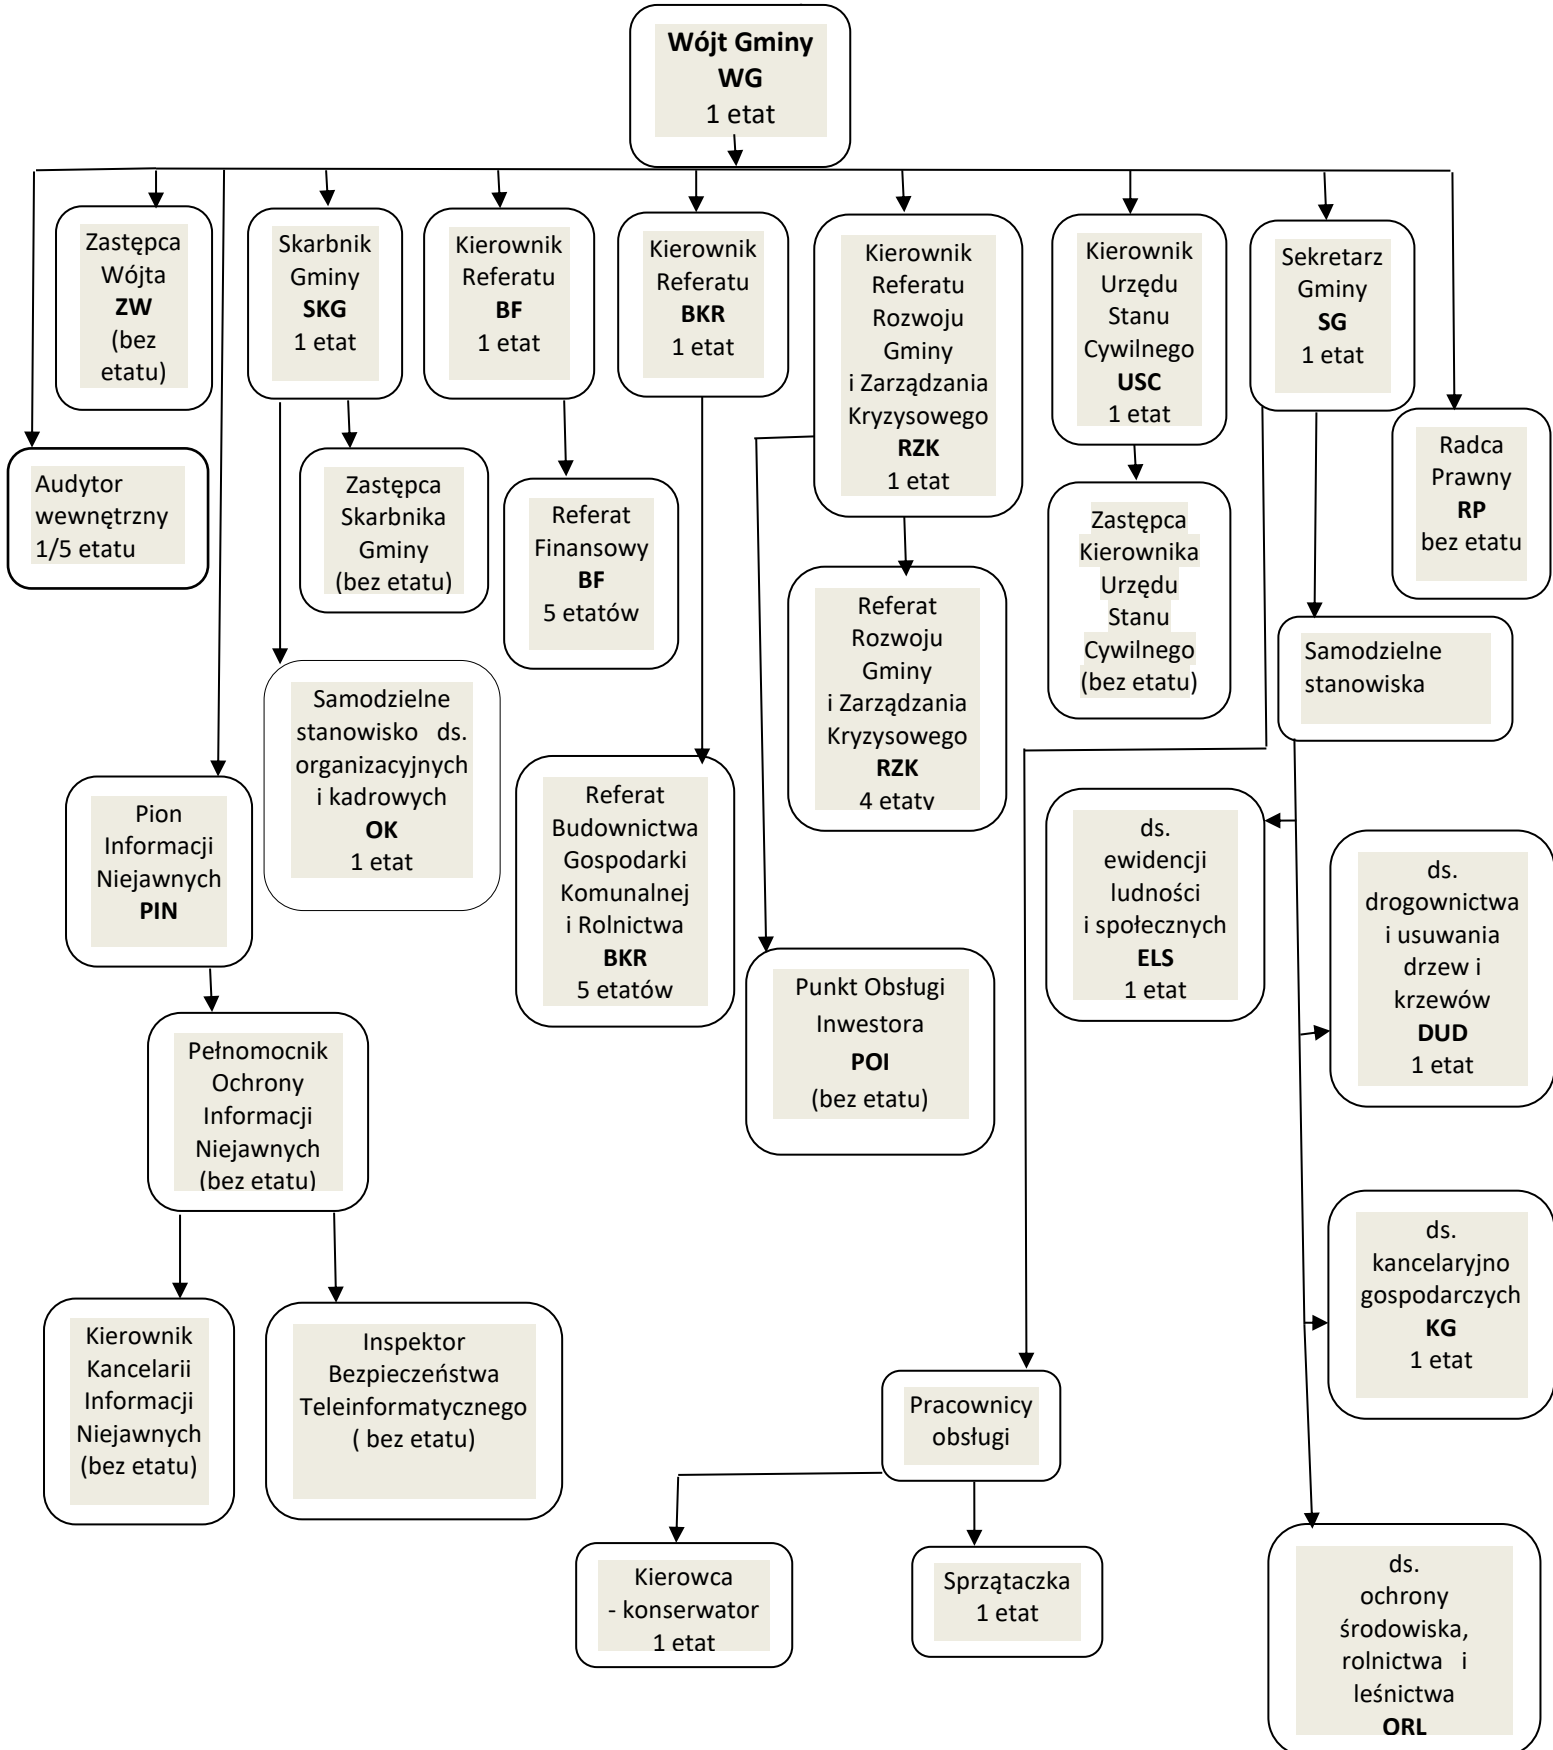 Wójt Gminy
WG
1 etat
Zastępca
Wójta
ZW
(bez
etatu)
Skarbnik
Gminy
SKG
1 etat
Kierownik
Referatu
BF
1 etat
Kierownik
Referatu
BKR
1 etat
Kierownik
Referatu
Rozwoju
Gminy
i Zarządzania
Kryzysowego
RZK
1 etat
Kierownik
Urzędu
Stanu
Cywilnego
USC
1 etat
Sekretarz
Gminy
SG
1 etat
Audytor
wewnętrzny
1/5 etatu
Zastępca
Skarbnika
Gminy
(bez etatu)
Referat
Finansowy
BF
5 etatów
Zastępca
Kierownika
Urzędu
Stanu
Cywilnego
(bez etatu)
Radca
Prawny
RP
bez etatu
Referat
Rozwoju
Gminy
i Zarządzania
Kryzysowego
RZK
4 etaty
Samodzielne
stanowiska
Samodzielne
stanowisko ds.
organizacyjnych
i kadrowych
OK
1 etat
Pion
Informacji
Niejawnych
PIN
Referat
Budownictwa
Gospodarki
Komunalnej
i Rolnictwa
BKR
5 etatów
ds.
ewidencji
ludności
i społecznych
ELS
1 etat
ds.
drogownictwa
i usuwania
drzew i
krzewów
DUD
1 etat
Punkt Obsługi
Inwestora
POI
(bez etatu)
Pełnomocnik
Ochrony
Informacji
Niejawnych
(bez etatu)
ds.
kancelaryjno
gospodarczych
KG
1 etat
Kierownik
Kancelarii
Informacji
Niejawnych
(bez etatu)
Inspektor
Bezpieczeństwa
Teleinformatycznego
( bez etatu)
Pracownicy
obsługi
Kierowca
- konserwator
1 etat
Sprzątaczka
1 etat
ds.
ochrony
środowiska,
rolnictwa i
leśnictwa
ORL